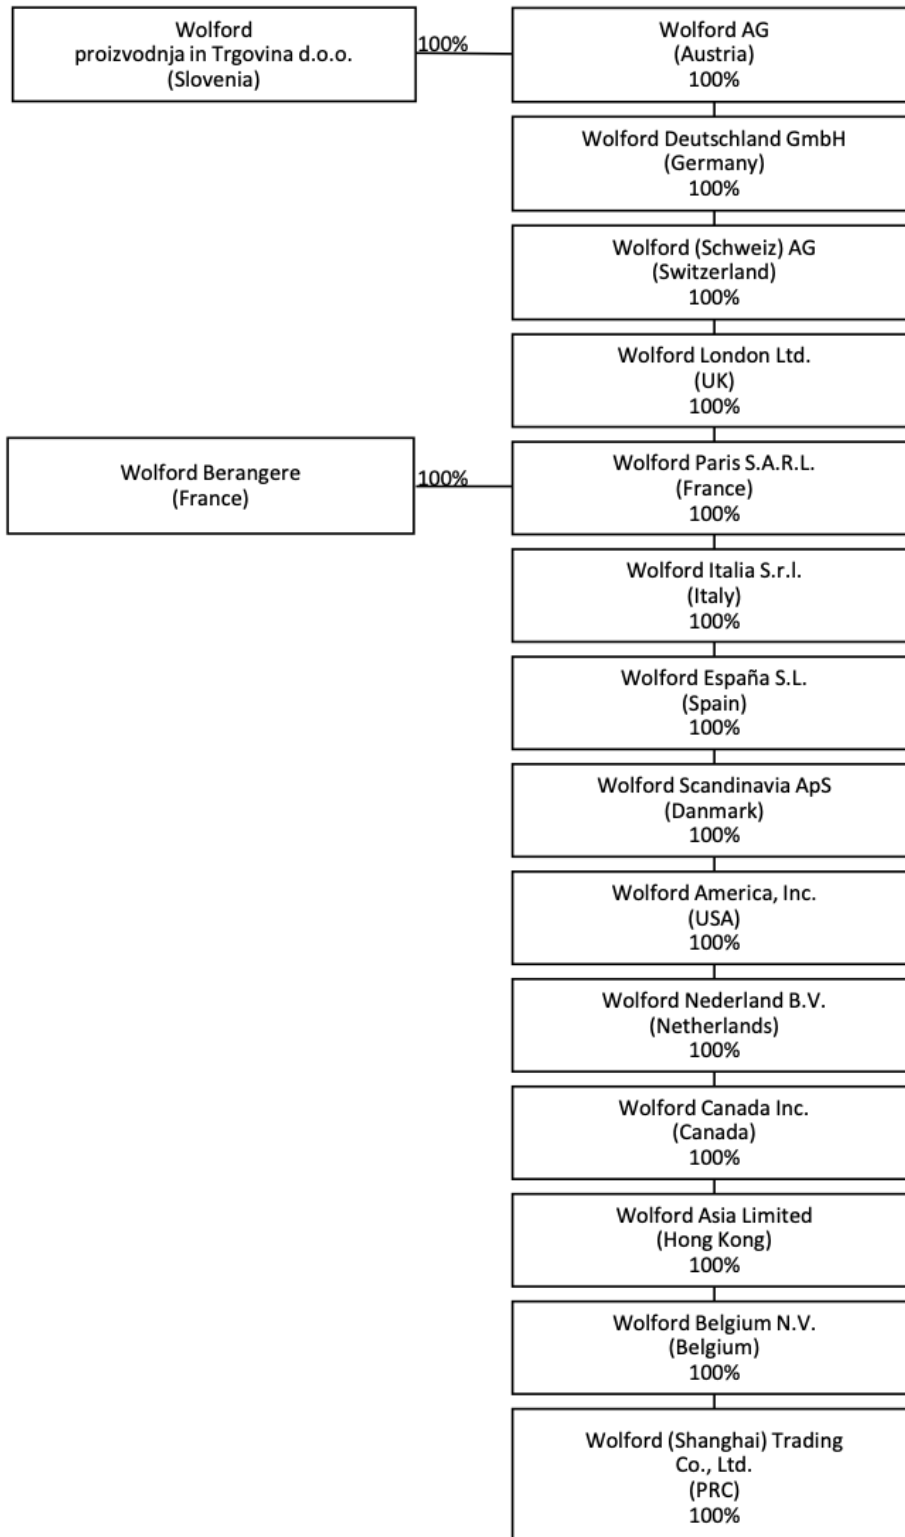 Wolford
proizvodnja in Trgovina d.o.o.
(Slovenia)
100%
Wolford AG
(Austria)
100%
Wolford Deutschland GmbH
(Germany)
100%
Wolford (Schweiz) AG
(Switzerland)
100%
Wolford London Ltd.
(UK)
100%
Wolford Berangere
(France)
100%
Wolford Paris S.A.R.L.
(France)
100%
Wolford Italia S.r.l.
(Italy)
100%
Wolford España S.L.
(Spain)
100%
Wolford Scandinavia ApS
(Danmark)
100%
Wolford America, Inc.
(USA)
100%
Wolford Nederland B.V.
(Netherlands)
100%
Wolford Canada Inc.
(Canada)
100%
Wolford Asia Limited
(Hong Kong)
100%
Wolford Belgium N.V.
(Belgium)
100%
Wolford (Shanghai) Trading
Co., Ltd.
(PRC)
100%